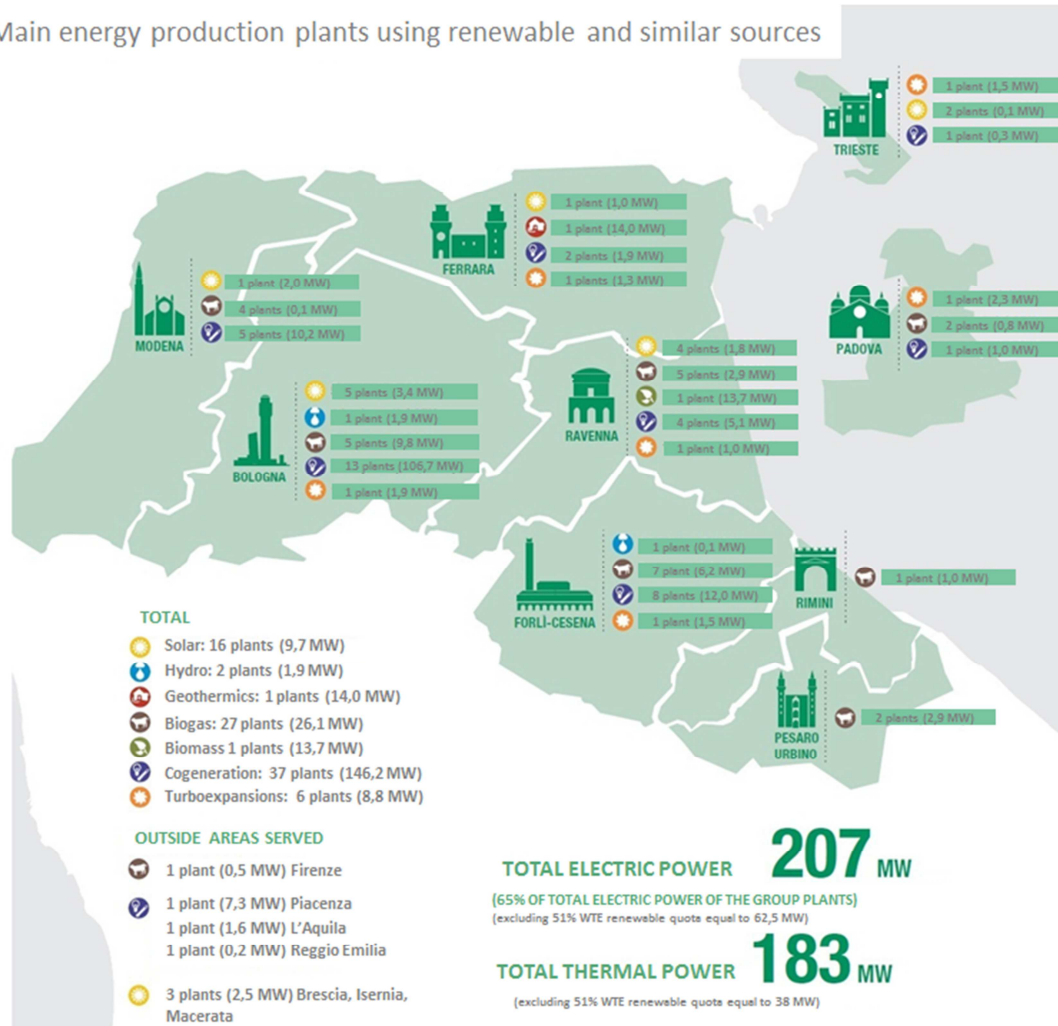 Main energy production plants using renewable and similar sources
1 plant (1,5 MW)
2 plants (0,1 MW)
1 plant (0,3 MW)
TRIESTE
1 plant (1,0 MW)
1 plant (14,0 MW)
2 plants (1,9 MW)
1 plants (1,3 MW)
FERRARA
1 plant (2,0 MW)
4 plants (0,1 MW)
5 plants (10,2 MW)
MODENA
1 plant (2,3 MW)
2 plants (0,8 MW)
1 plant (1,0 MW)
PADOVA
4 plants (1,8 MW)
5 plants (2,9 MW)
1 plant (13,7 MW)
4 plants (5,1 MW)
1 plant (1,0 MW)
RAVENNA
5 plants (3,4 MW)
1 plant (1,9 MW)
5 plants (9,8 MW)
13 plants (106,7 MW)
1 plant (1,9 MW)
BOLOGNA
1 plant (0,1 MW)
7 plant (6,2 MW)
8 plants (12,0 MW)
1 plant (1,5 MW)
FORLÌ-CESENA
1 plant (1,0 MW)
RIMINI
2 plants (2,9 MW)
PESARO
URBINO
TOTAL
Solar: 16 plants (9,7 MW)
Hydro: 2 plants (1,9 MW)
Geothermics: 1 plants (14,0 MW)
Biogas: 27 plants (26,1 MW)
Biomass 1 plants (13,7 MW)
Cogeneration: 37 plants (146,2 MW)
Turboexpansions: 6 plants (8,8 MW)
OUTSIDE AREAS SERVED
1 plant (0,5 MW) Firenze
1 plant (7,3 MW) Piacenza
1 plant (1,6 MW) L'Aquila
1 plant (0,2 MW) Reggio Emilia
3 plants (2,5 MW) Brescia, Isernia,
Macerata
TOTAL ELECTRIC POWER 207 MW
(65% OF TOTAL ELECTRIC POWER OF THE GROUP PLANTS)
(excluding 51% WTE renewable quota equal to 62,5 MW)
TOTAL THERMAL POWER 183 MW
(excluding 51% WTE renewable quota equal to 38 MW)